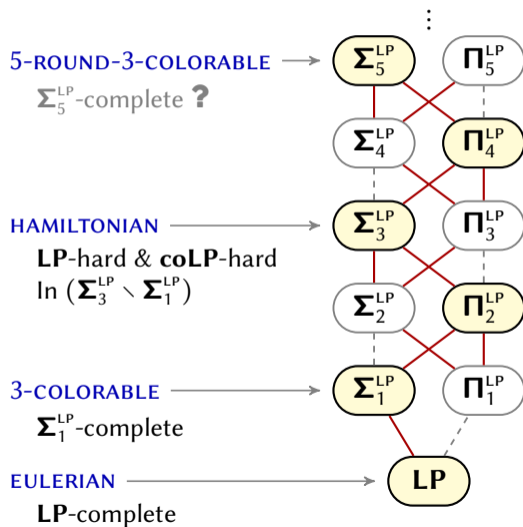 ⋮
5-ROUND-3-COLORABLE
Σ₅ᴸᴾ
Π₅ᴸᴾ
Σ₅ᴸᴾ-complete ?
Σ₄ᴸᴾ
Π₄ᴸᴾ
HAMILTONIAN
Σ₃ᴸᴾ
Π₃ᴸᴾ
LP-hard & coLP-hard
In (Σ₃ᴸᴾ ∖ Σ₁ᴸᴾ)
Σ₂ᴸᴾ
Π₂ᴸᴾ
3-COLORABLE
Σ₁ᴸᴾ
Π₁ᴸᴾ
Σ₁ᴸᴾ-complete
EULERIAN
LP
LP-complete